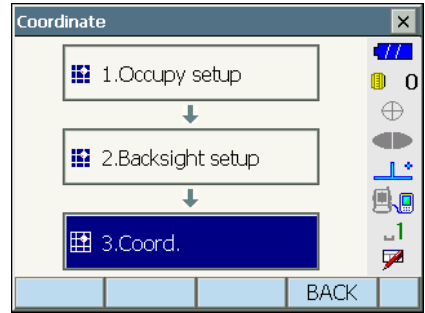 Coordinate
1.Occupy setup
0
2.Backsight setup
3.Coord.
1
BACK